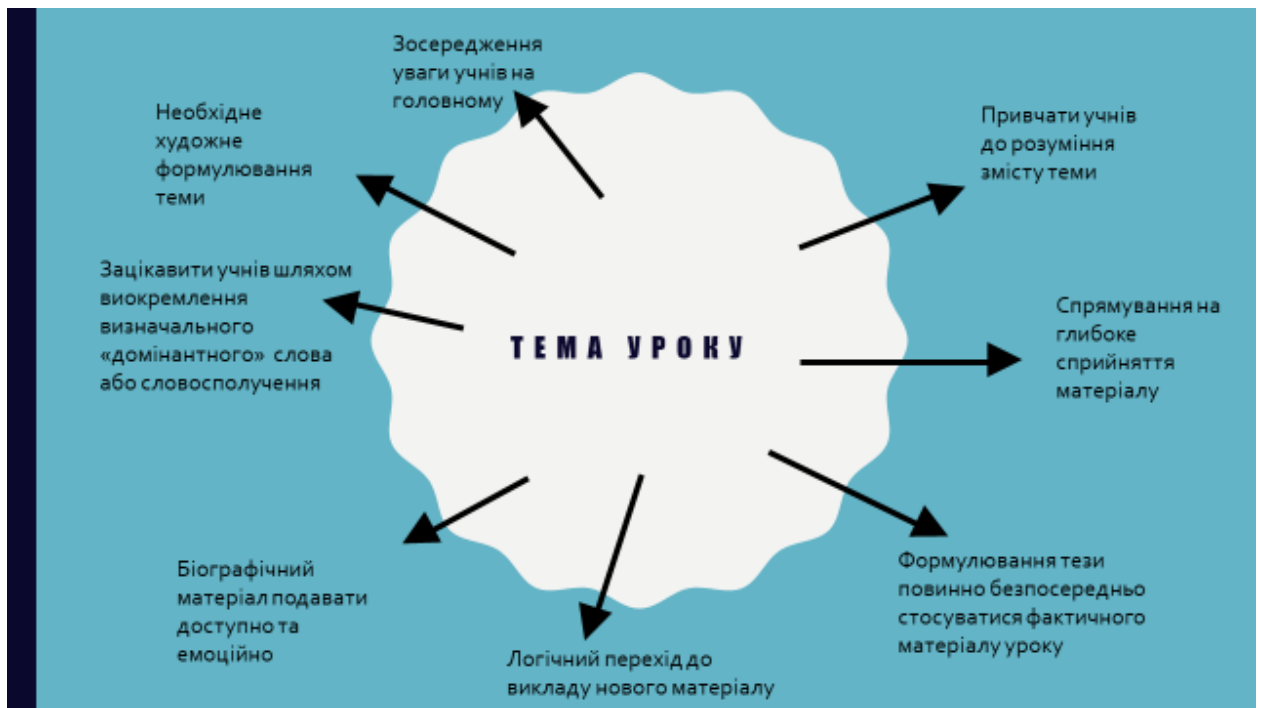 Зосередження
уваги учнів на
головному
Необхідне
художнє
формулювання
теми
Привчати учнів
до розуміння
змісту теми
Зацікавити учнів шляхом
виокремлення
визначального
«домінантного» слова
або словосполучення
ТЕМА УРОКУ
Спрямування на
глибоке
сприйняття
матеріалу
Біографічний
матеріал подавати
доступно та
емоційно
Логічний перехід до
викладу нового матеріалу
Формулювання тези
повинно безпосередньо
стосуватися фактичного
матеріалу уроку